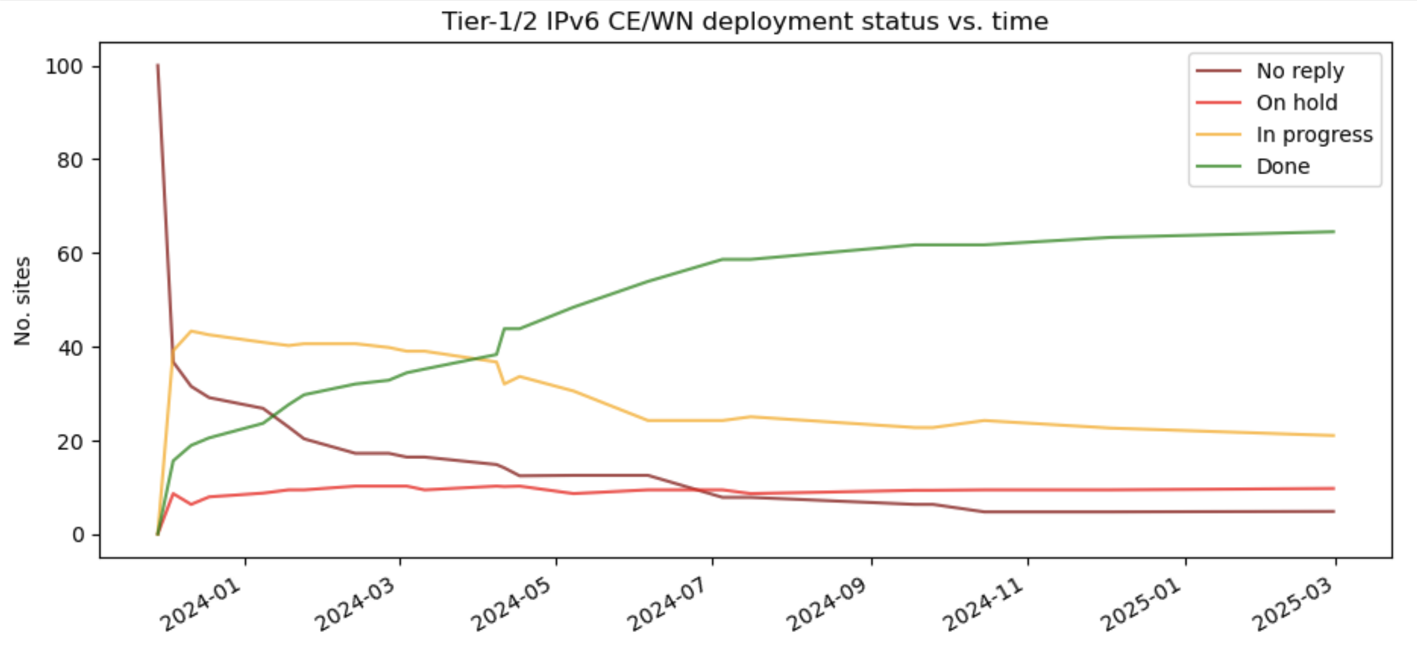 Tier-1/2 IPv6 CE/WN deployment status vs. time
No. sites
100
80
60
40
20
0
No reply
On hold
In progress
Done
2024-01
2024-03
2024-05
2024-07
2024-09
2024-11
2025-01
2025-03